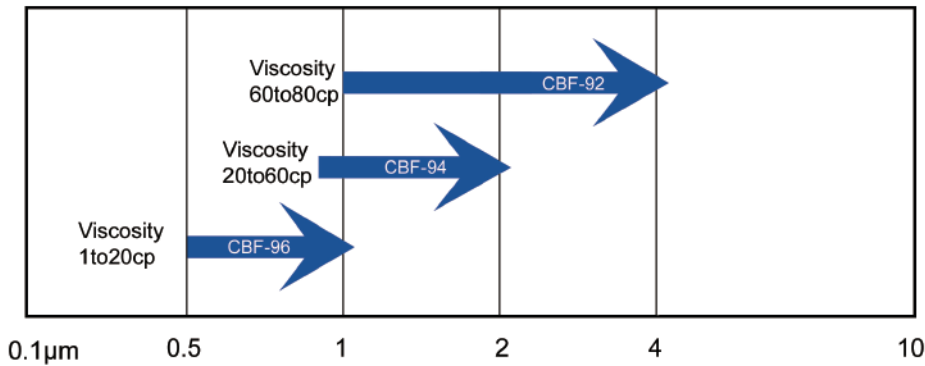 Viscosity
60to80cp
CBF-92
Viscosity
20to60cp
CBF-94
Viscosity
1to20cp
CBF-96
0.1μm 0.5 1 2 4 10